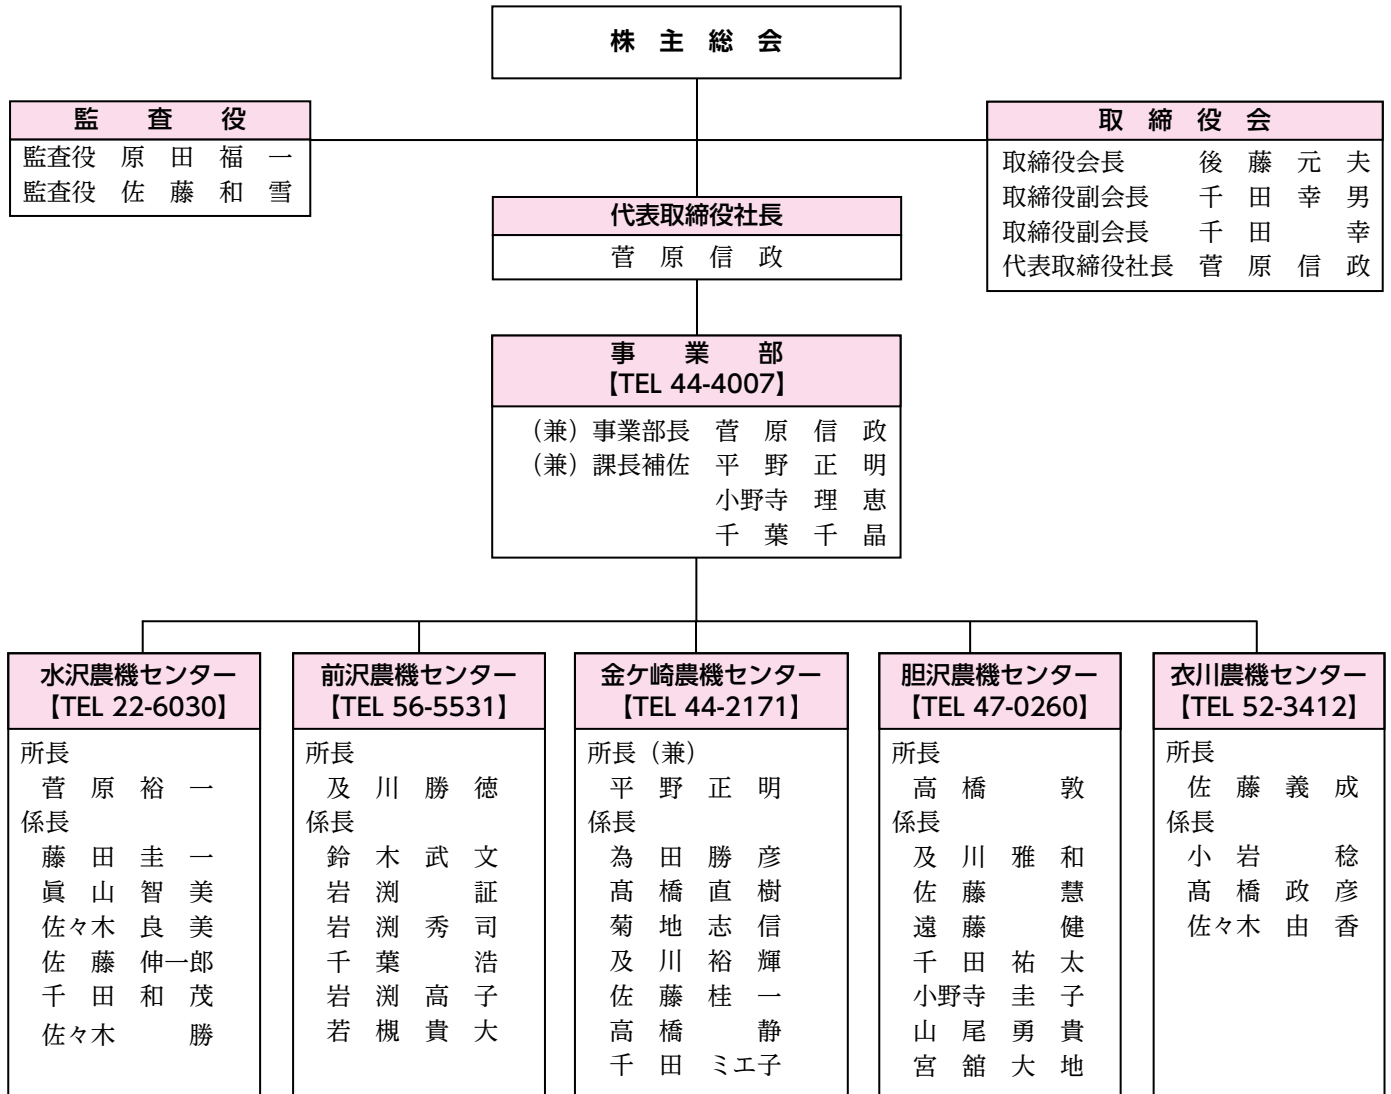 株主総会
監査役
監査役 原田福一
監査役 佐藤和雪
取締役会
取締役会長 後藤元夫
取締役副会長 千田幸男
取締役副会長 千田幸
代表取締役社長 菅原信政
代表取締役社長
菅原信政
事業部
【TEL 44-4007】
（兼）事業部長 菅原信政
（兼）課長補佐 平野正明
小野寺理恵
千葉千晶
水沢農機センター
【TEL 22-6030】
所長
菅原裕一
係長
藤田圭一
眞山智美
佐々木良美
佐藤伸一郎
千田和茂
佐々木勝
前沢農機センター
【TEL 56-5531】
所長
及川勝徳
係長
鈴木武文
岩渕証
岩渕秀司
千葉浩
岩渕高子
若槻貴大
金ケ崎農機センター
【TEL 44-2171】
所長（兼）
平野正明
係長
為田勝彦
髙橋直樹
菊地志信
及川裕輝
佐藤桂一
高橋静
千田ミエ子
胆沢農機センター
【TEL 47-0260】
所長
高橋敦
係長
及川雅和
佐藤慧
遠藤健
千田祐太
小野寺圭子
山尾勇貴
宮舘大地
衣川農機センター
【TEL 52-3412】
所長
佐藤義成
係長
小岩稔
髙橋政彦
佐々木由香